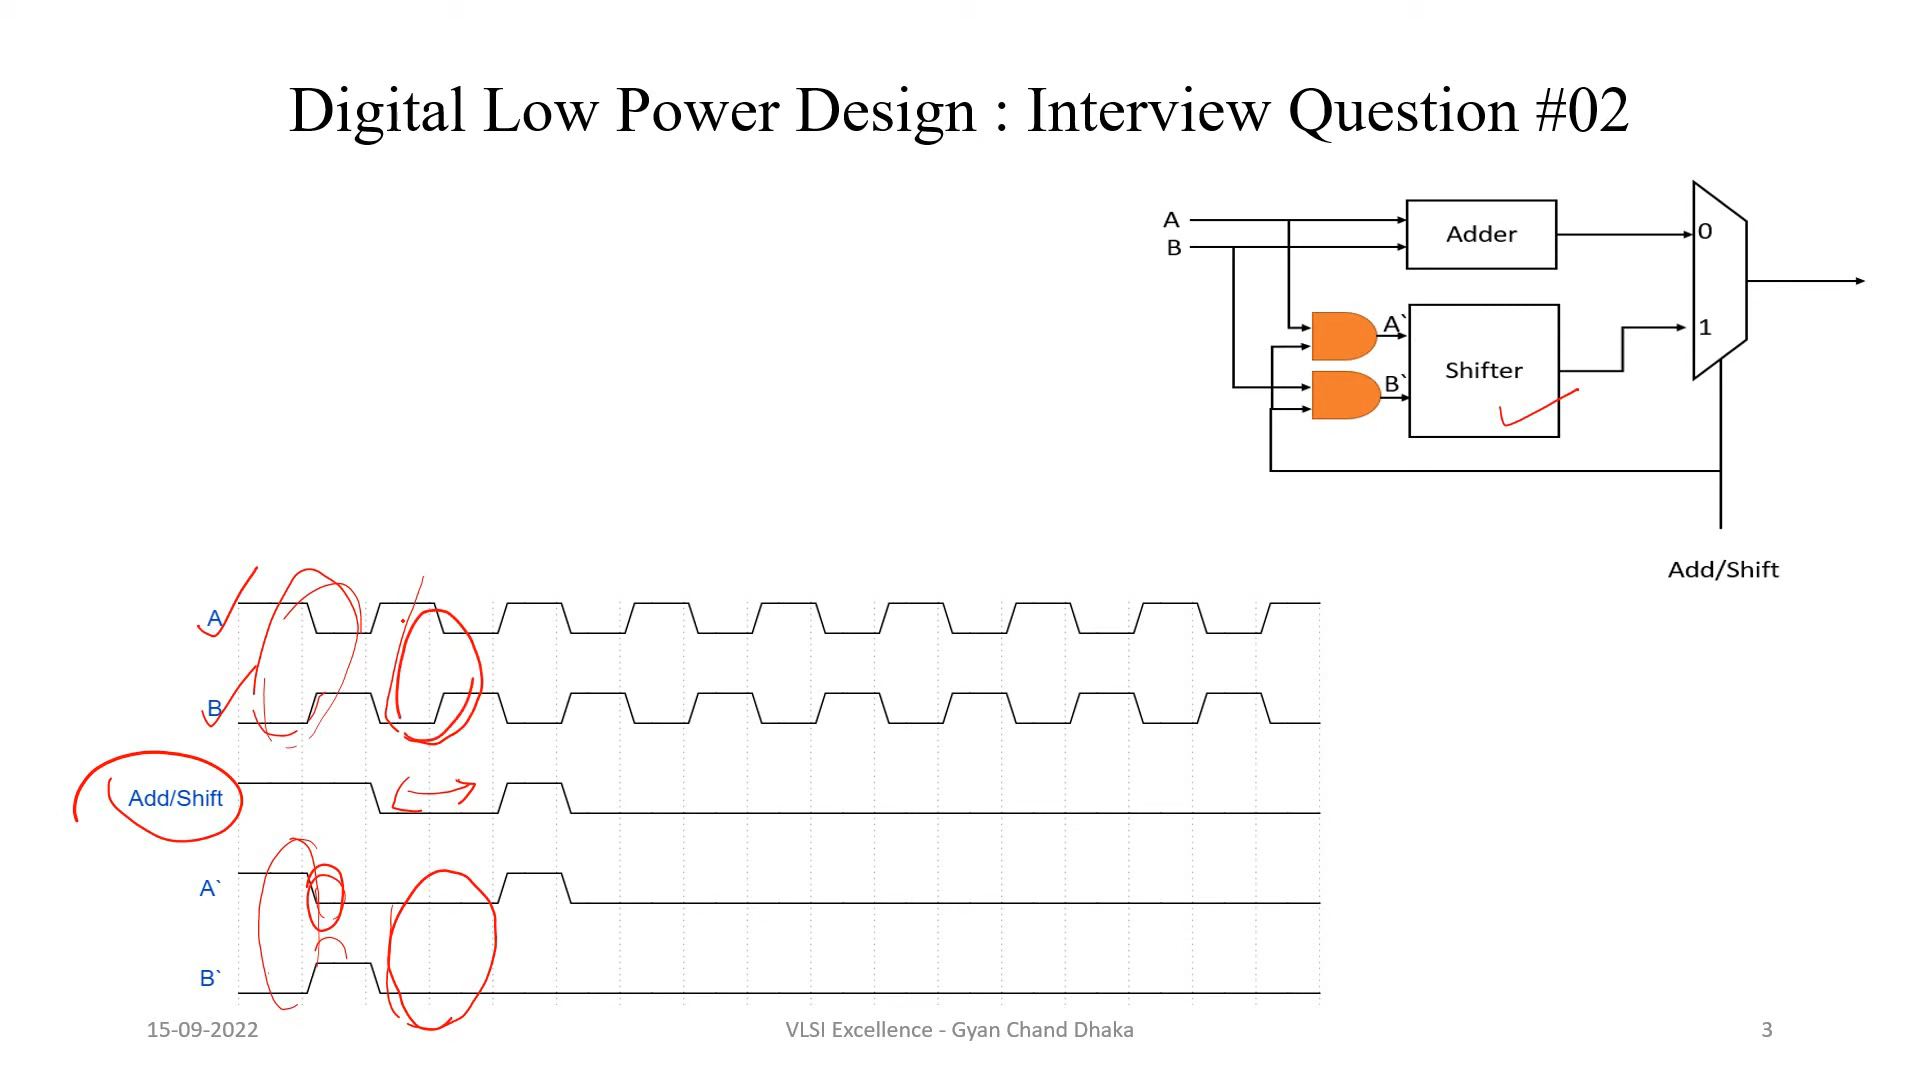 Digital Low Power Design : Interview Question #02
A
B
Adder
0
A`
B`
Shifter
1
Add/Shift
A
B
Add/Shift
A`
B`
15-09-2022
VLSI Excellence - Gyan Chand Dhaka
3